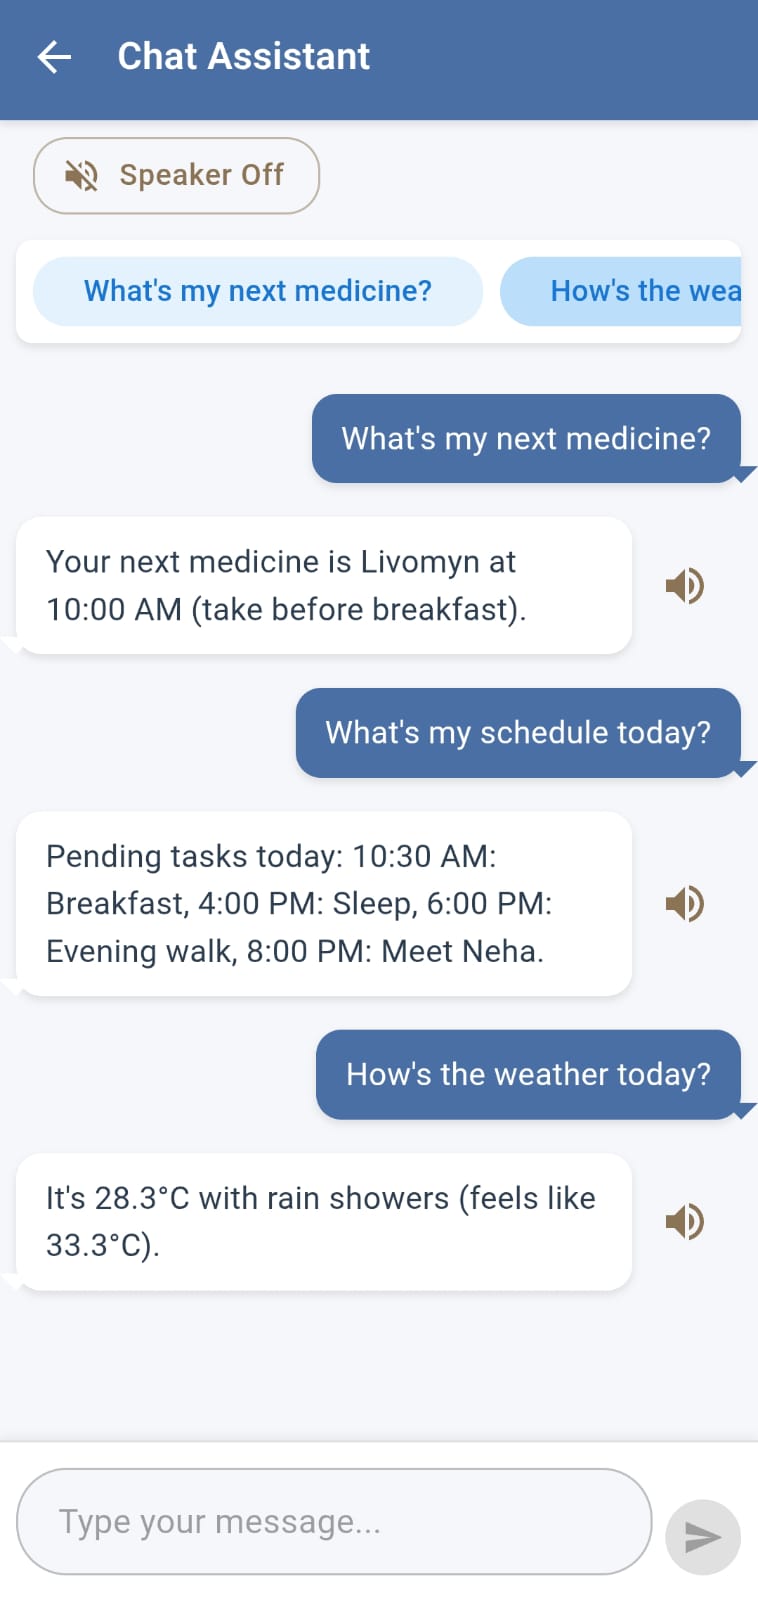 Chat Assistant
Speaker Off
What's my next medicine?
How's the wea
What's my next medicine?
Your next medicine is Livomyn at
10:00 AM (take before breakfast).
What's my schedule today?
Pending tasks today: 10:30 AM:
Breakfast, 4:00 PM: Sleep, 6:00 PM:
Evening walk, 8:00 PM: Meet Neha.
How's the weather today?
It's 28.3°C with rain showers (feels like
33.3°C).
Type your message...